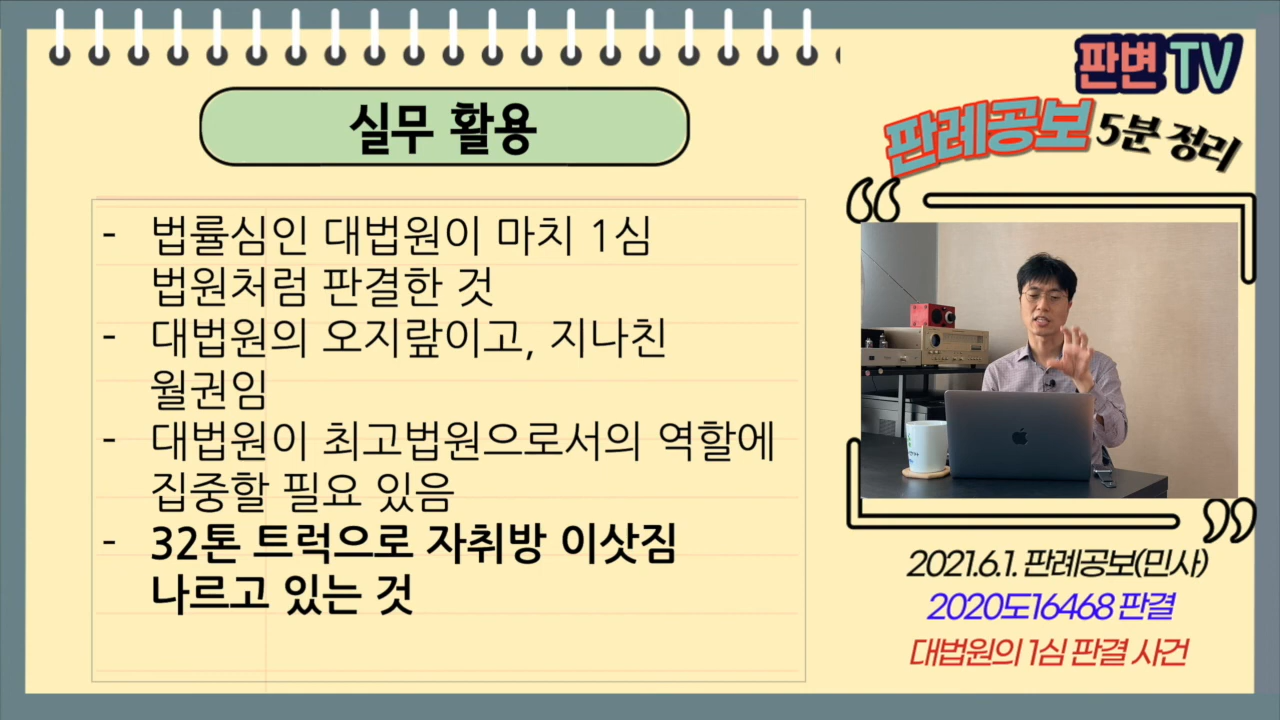 실무 활용
- 법률심인 대법원이 마치 1심
법원처럼 판결한 것
- 대법원의 오지랖이고, 지나친
월권임
- 대법원이 최고법원으로서의 역할에
집중할 필요 있음
- 32톤 트럭으로 자취방 이삿짐
나르고 있는 것
판변 TV
판례공보 5분 정리
2021.6.1. 판례공보(민사)
2020도16468 판결
대법원의 1심 판결 사건